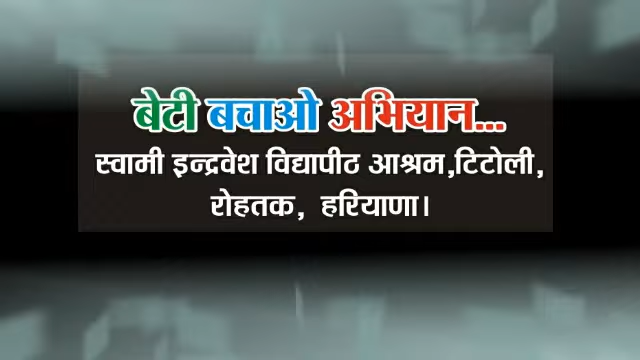 बेटी बचाओ अभियान...
स्वामी इन्द्रवेश विद्यापीठ आश्रम,टिटोली,
रोहतक, हरियाणा।